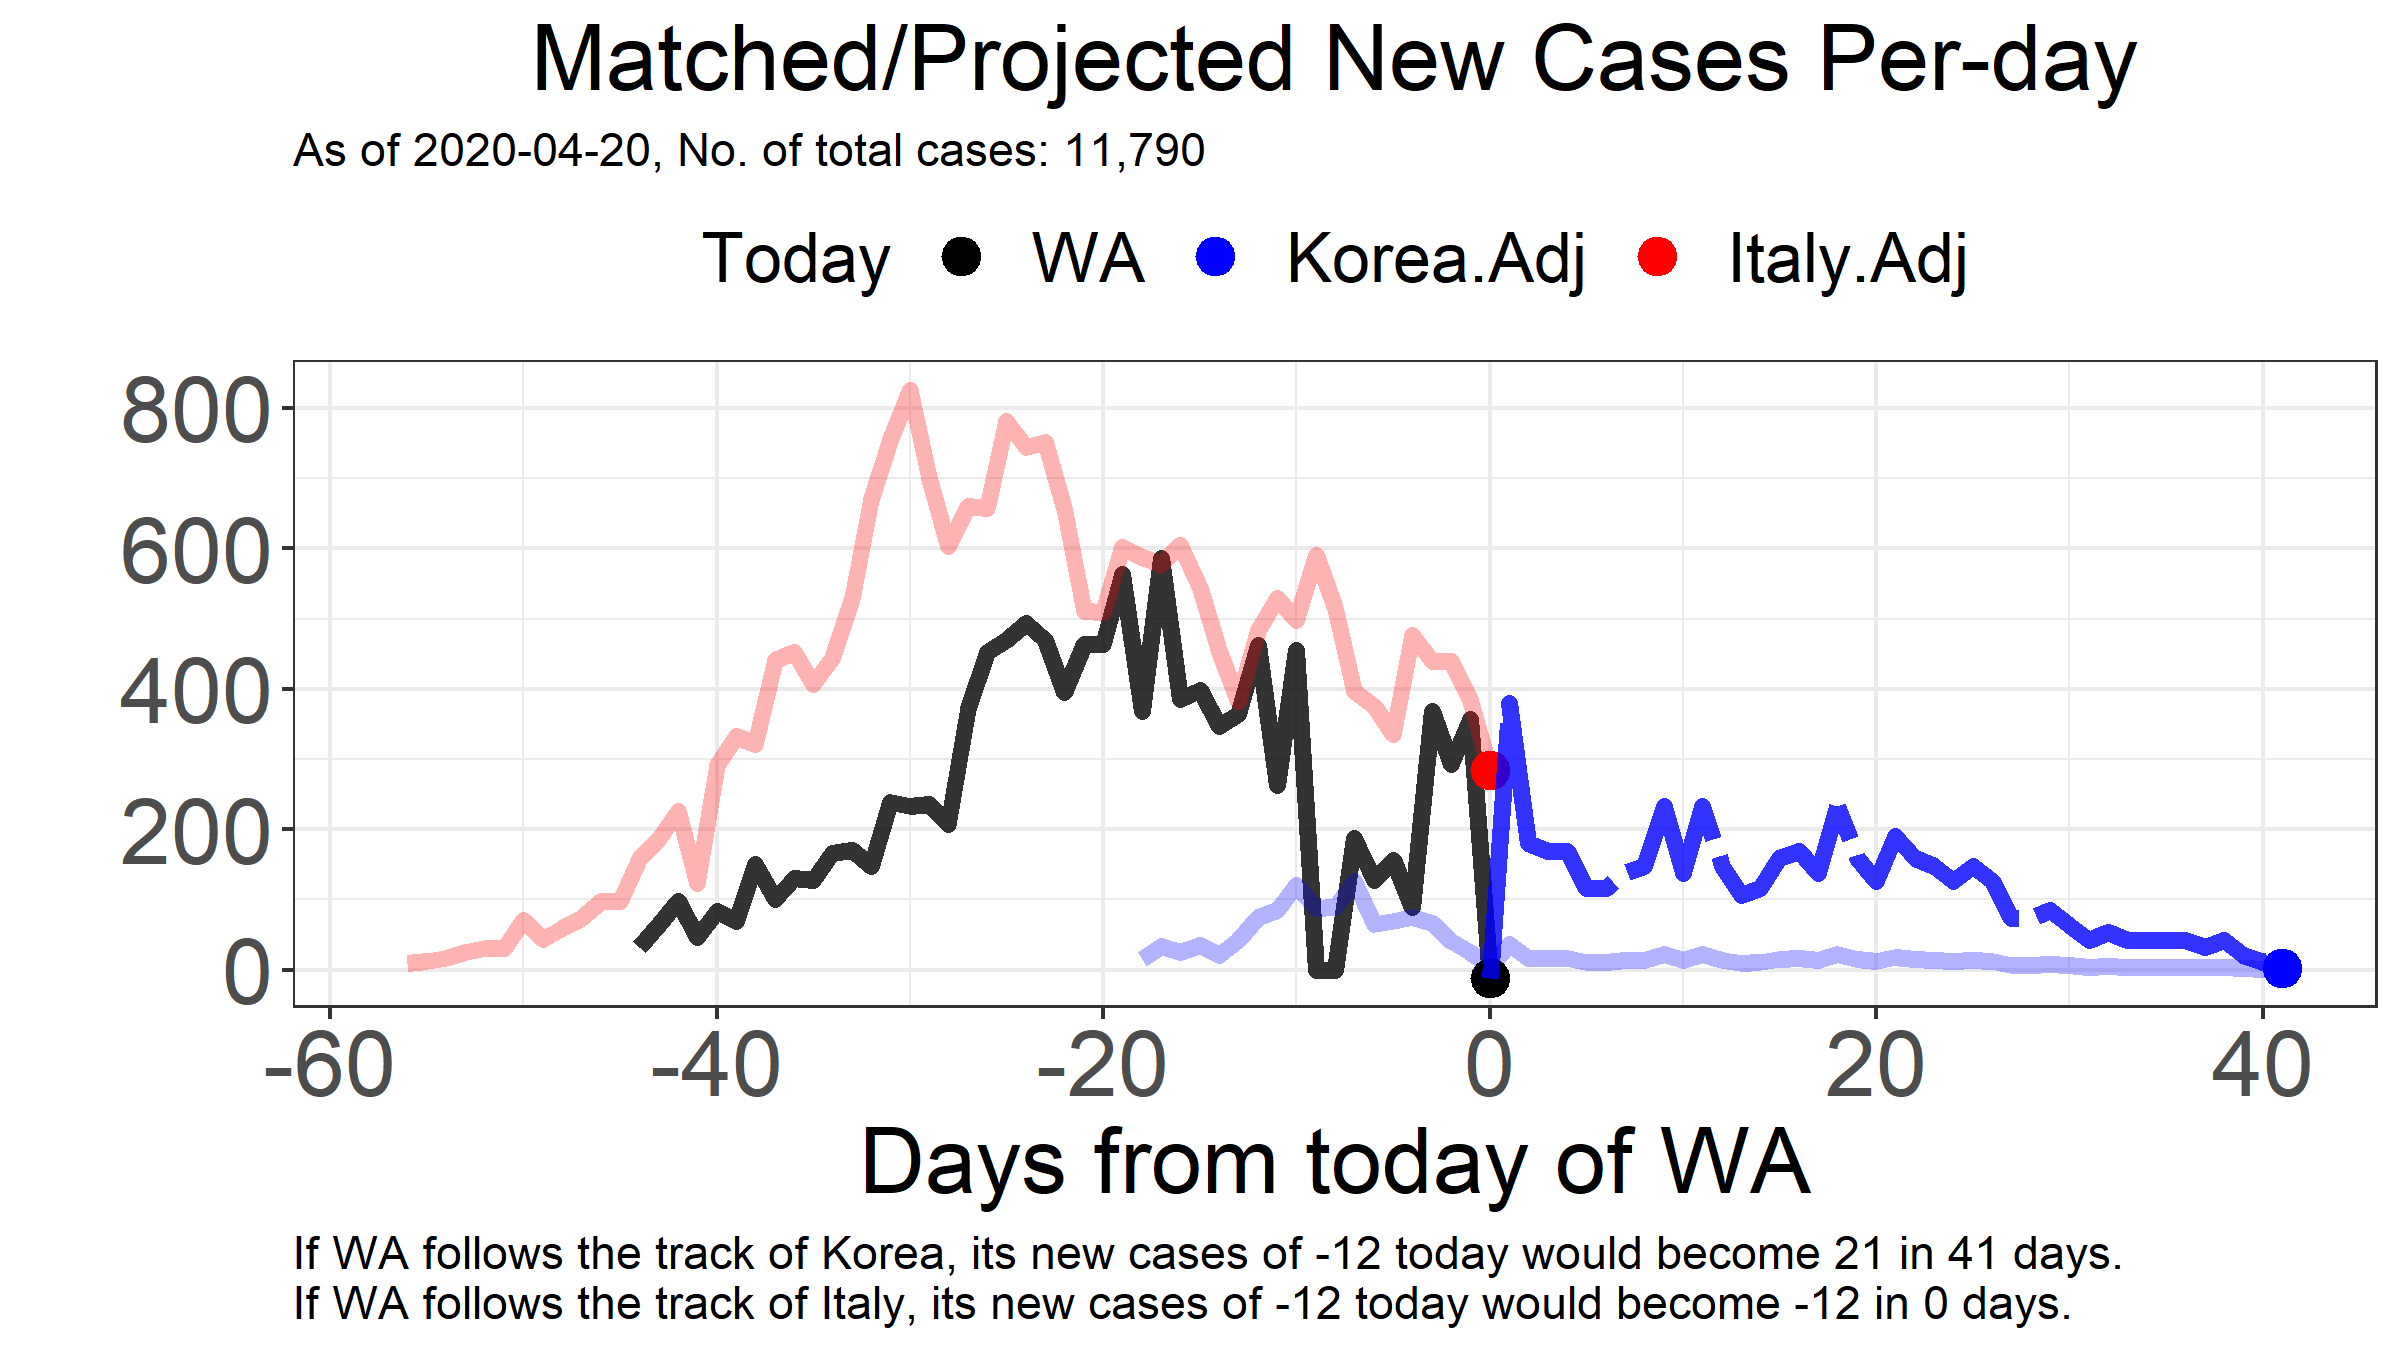 Matched/Projected New Cases Per-day
As of 2020-04-20, No. of total cases: 11,790
Today WA Korea.Adj Italy.Adj
800
600
400
200
0
-60 -40 -20 0 20 40
Days from today of WA
If WA follows the track of Korea, its new cases of -12 today would become 21 in 41 days.
If WA follows the track of Italy, its new cases of -12 today would become -12 in 0 days.